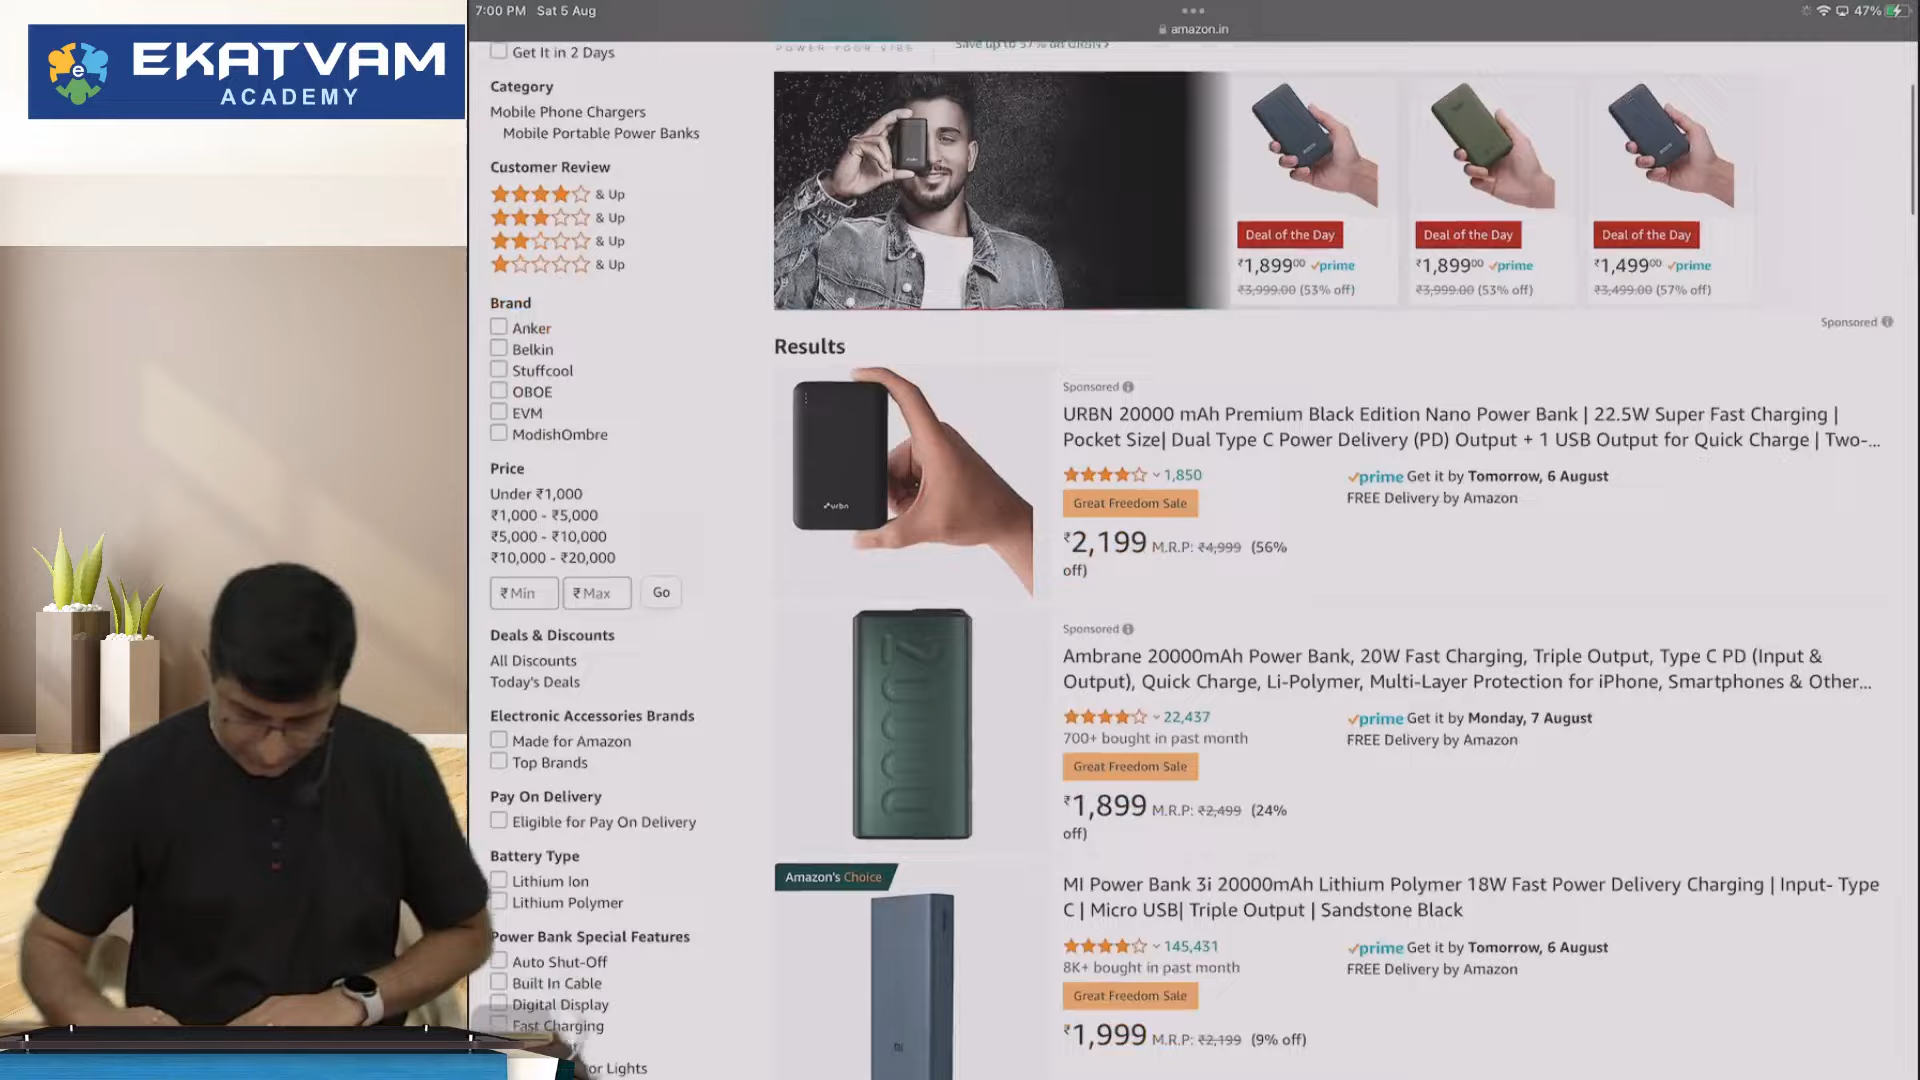 7:00 PM Sat 5 Aug
47%
amazon.in
EKATVAM
ACADEMY
Get It in 2 Days
Category
Mobile Phone Chargers
Mobile Portable Power Banks
Customer Review
& Up
& Up
& Up
& Up
Brand
Anker
Belkin
Stuffcool
OBOE
EVM
ModishOmbre
Price
Under ₹1,000
₹1,000 - ₹5,000
₹5,000 - ₹10,000
₹10,000 - ₹20,000
₹ Min ₹ Max Go
Deals & Discounts
All Discounts
Today's Deals
Electronic Accessories Brands
Made for Amazon
Top Brands
Pay On Delivery
Eligible for Pay On Delivery
Battery Type
Lithium Ion
Lithium Polymer
Power Bank Special Features
Auto Shut-Off
Built In Cable
Digital Display
Fast Charging
or Lights
POWER YOUR VIBE
Save up to 57% on URBN
Deal of the Day
₹1,899.00 prime
₹3,999.00 (53% off)
Deal of the Day
₹1,899.00 prime
₹3,999.00 (53% off)
Deal of the Day
₹1,499.00 prime
₹3,499.00 (57% off)
Sponsored
Results
urbn
Sponsored
URBN 20000 mAh Premium Black Edition Nano Power Bank | 22.5W Super Fast Charging |
Pocket Size| Dual Type C Power Delivery (PD) Output + 1 USB Output for Quick Charge | Two-...
1,850
Great Freedom Sale
₹2,199 M.R.P: ₹4,999 (56%
off)
prime Get it by Tomorrow, 6 August
FREE Delivery by Amazon
Sponsored
Ambrane 20000mAh Power Bank, 20W Fast Charging, Triple Output, Type C PD (Input &
Output), Quick Charge, Li-Polymer, Multi-Layer Protection for iPhone, Smartphones & Other...
22,437
700+ bought in past month
Great Freedom Sale
₹1,899 M.R.P: ₹2,499 (24%
off)
prime Get it by Monday, 7 August
FREE Delivery by Amazon
Amazon's Choice
mi
MI Power Bank 3i 20000mAh Lithium Polymer 18W Fast Power Delivery Charging | Input- Type
C | Micro USB| Triple Output | Sandstone Black
145,431
8K+ bought in past month
Great Freedom Sale
₹1,999 M.R.P: ₹2,199 (9% off)
prime Get it by Tomorrow, 6 August
FREE Delivery by Amazon